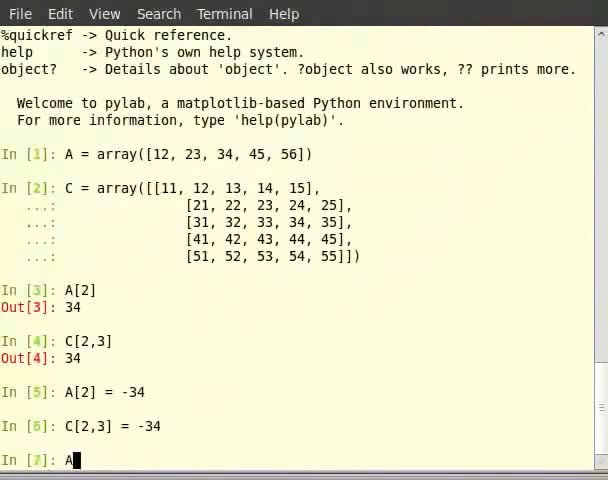 File Edit View Search Terminal Help
%quickref -> Quick reference.
help      -> Python's own help system.
object?   -> Details about 'object'. ?object also works, ?? prints more.
Welcome to pylab, a matplotlib-based Python environment.
For more information, type 'help(pylab)'.
In [1]: A = array([12, 23, 34, 45, 56])
In [2]: C = array([[11, 12, 13, 14, 15],
...: [21, 22, 23, 24, 25],
...: [31, 32, 33, 34, 35],
...: [41, 42, 43, 44, 45],
...: [51, 52, 53, 54, 55]])
In [3]: A[2]
Out[3]: 34
In [4]: C[2,3]
Out[4]: 34
In [5]: A[2] = -34
In [6]: C[2,3] = -34
In [7]: A